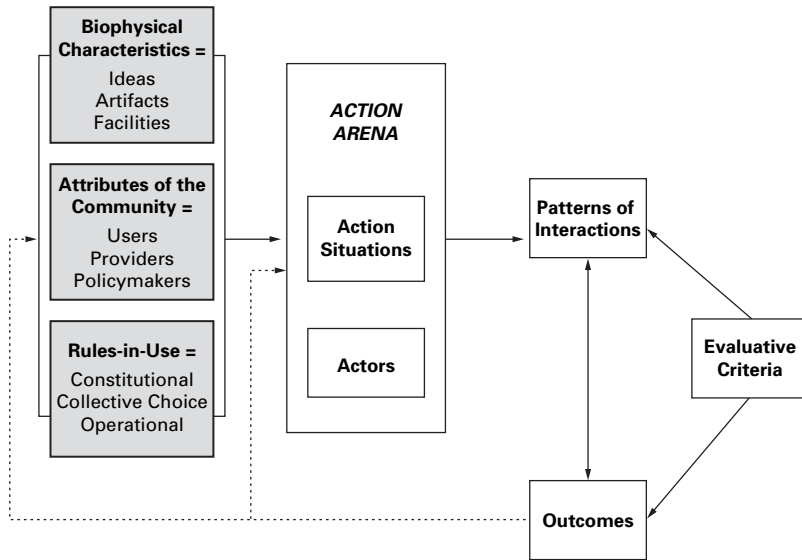 Biophysical
Characteristics =
Ideas
Artifacts
Facilities
Attributes of the
Community =
Users
Providers
Policymakers
Rules-in-Use =
Constitutional
Collective Choice
Operational
ACTION
ARENA
Action
Situations
Actors
Patterns of
Interactions
Evaluative
Criteria
Outcomes